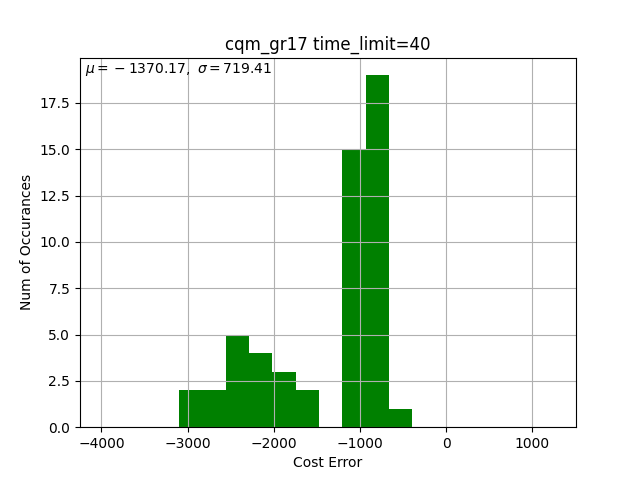 cqm_gr17 time_limit=40
μ = −1370.17, σ = 719.41
17.5
15.0
12.5
10.0
7.5
5.0
2.5
0.0
Num of Occurances
−4000 −3000 −2000 −1000 0 1000
Cost Error